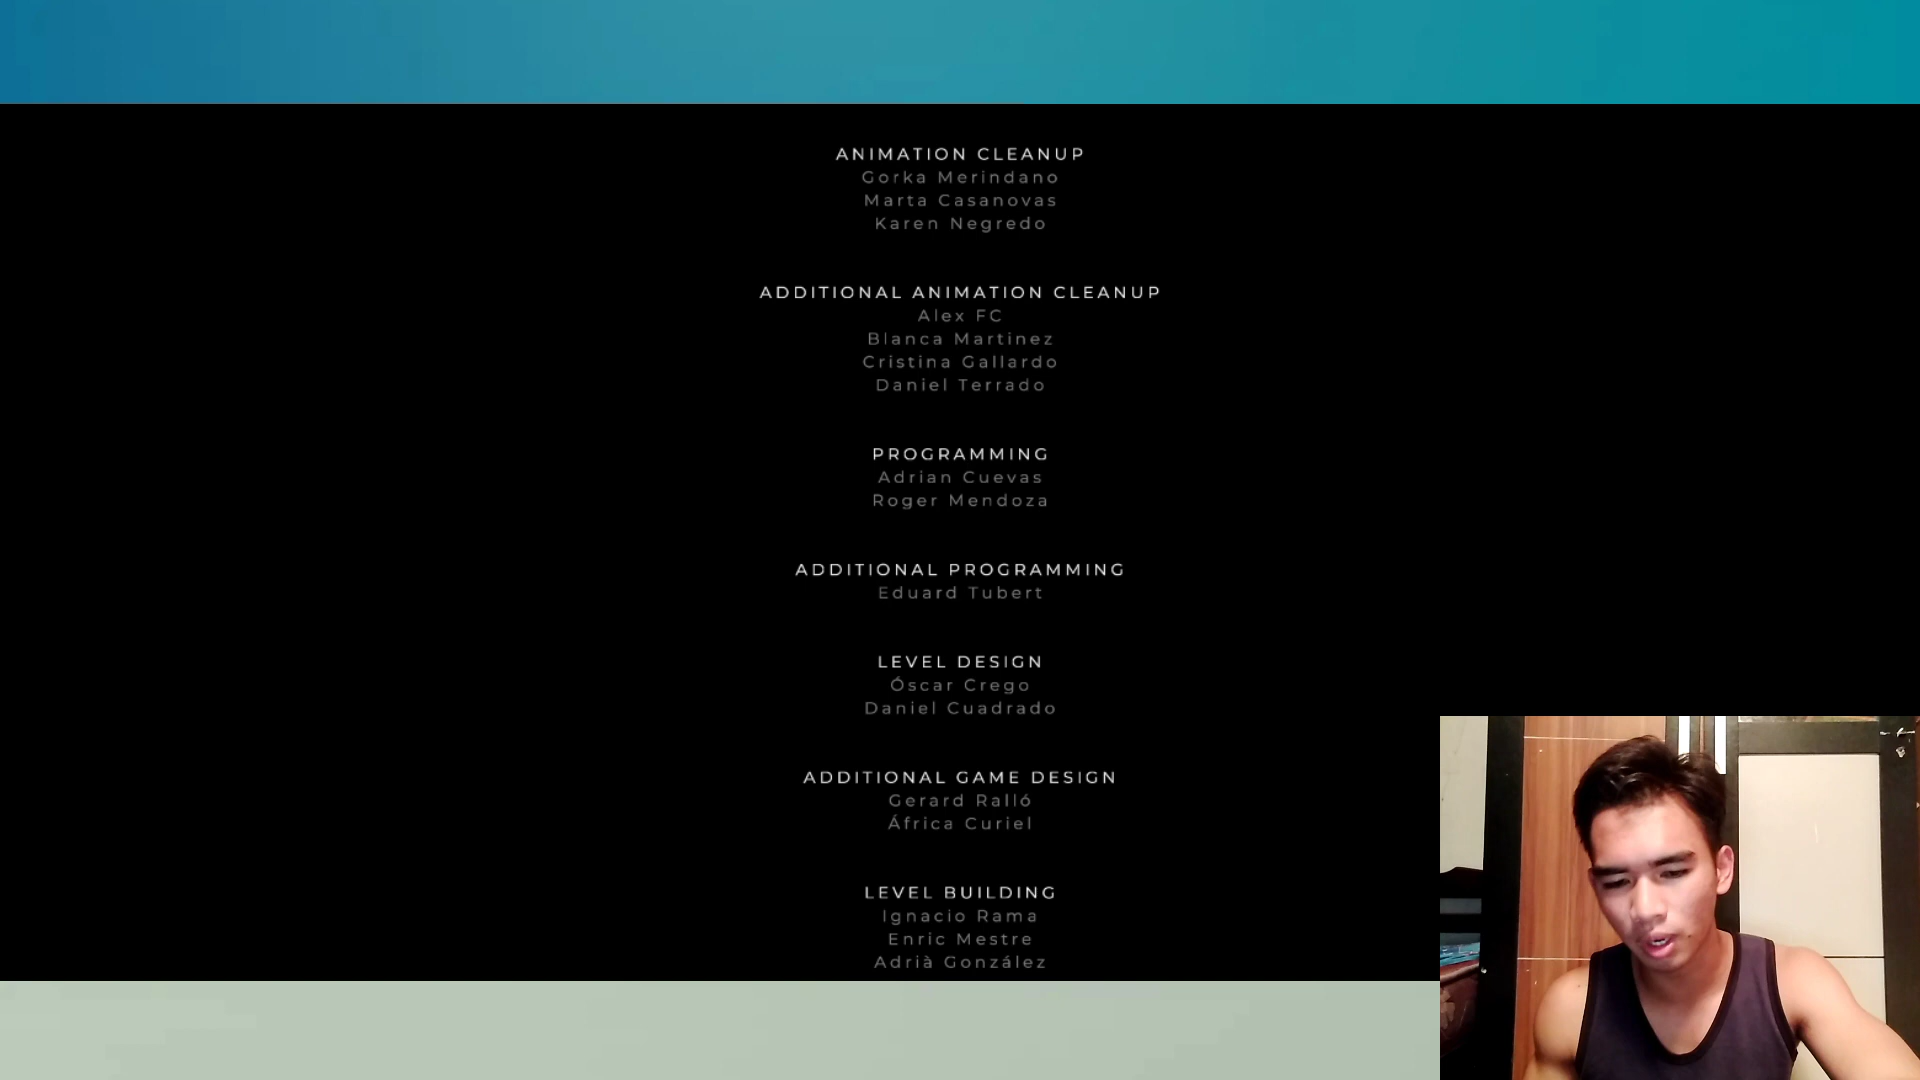 ANIMATION CLEANUP
Gorka Merindano
Marta Casanovas
Karen Negredo
ADDITIONAL ANIMATION CLEANUP
Alex FC
Blanca Martinez
Cristina Gallardo
Daniel Terrado
PROGRAMMING
Adrian Cuevas
Roger Mendoza
ADDITIONAL PROGRAMMING
Eduard Tubert
LEVEL DESIGN
Óscar Crego
Daniel Cuadrado
ADDITIONAL GAME DESIGN
Gerard Ralló
África Curiel
LEVEL BUILDING
Ignacio Rama
Enric Mestre
Adrià González